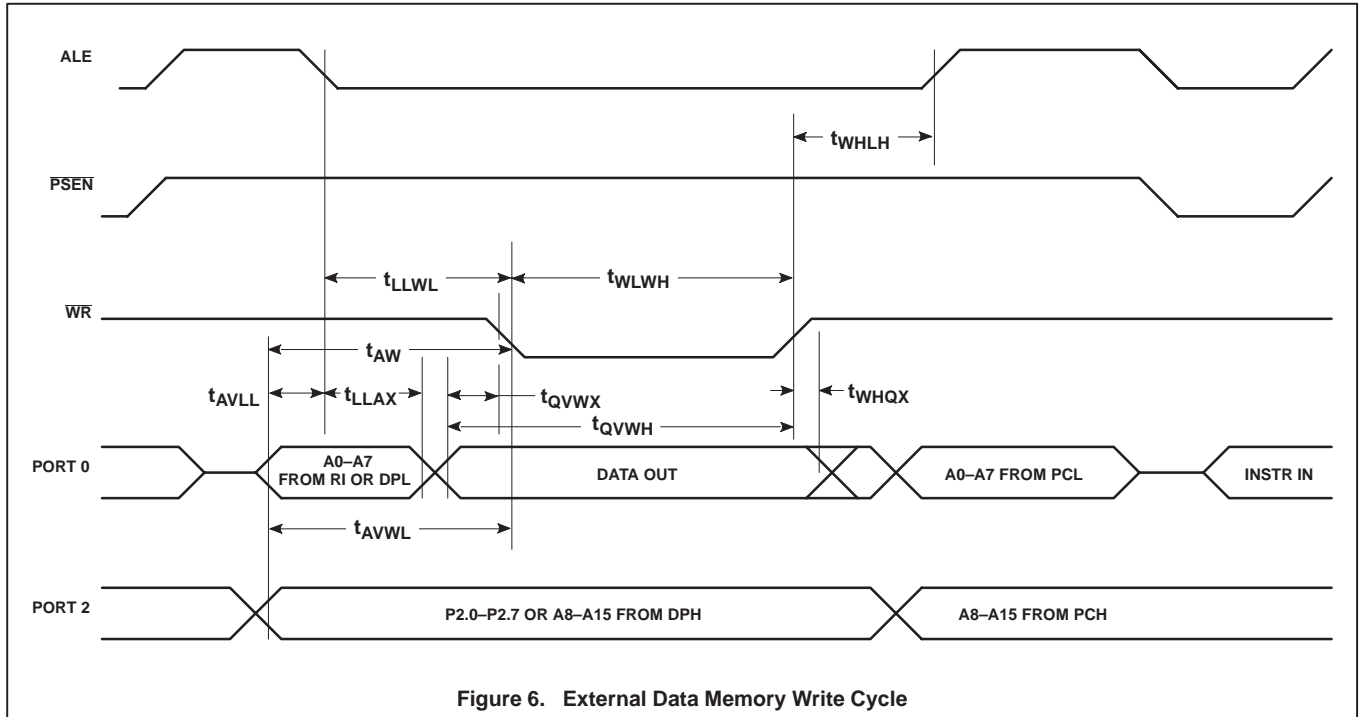 ALE
tWHLH
PSEN
tLLWL
tWLWH
WR
tAW
tAVLL
tLLAX
tQVWX
tWHQX
tQVWH
PORT 0
A0–A7
FROM RI OR DPL
DATA OUT
A0–A7 FROM PCL
INSTR IN
tAVWL
PORT 2
P2.0–P2.7 OR A8–A15 FROM DPH
A8–A15 FROM PCH
Figure 6. External Data Memory Write Cycle